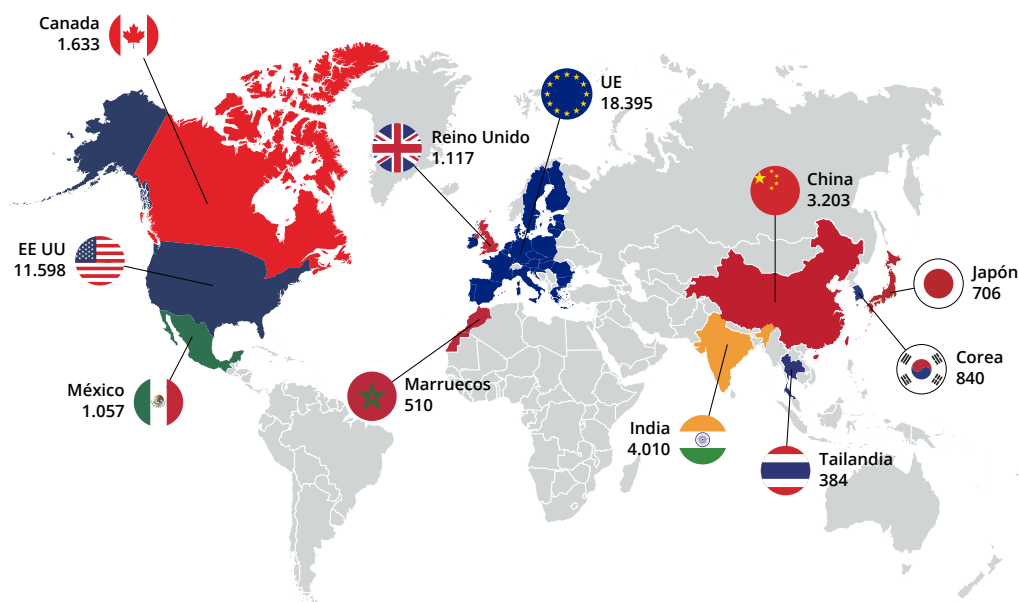 Canada
1.633
UE
18.395
Reino Unido
1.117
China
3.203
EE UU
11.598
Japón
706
Corea
840
México
1.057
Marruecos
510
India
4.010
Tailandia
384